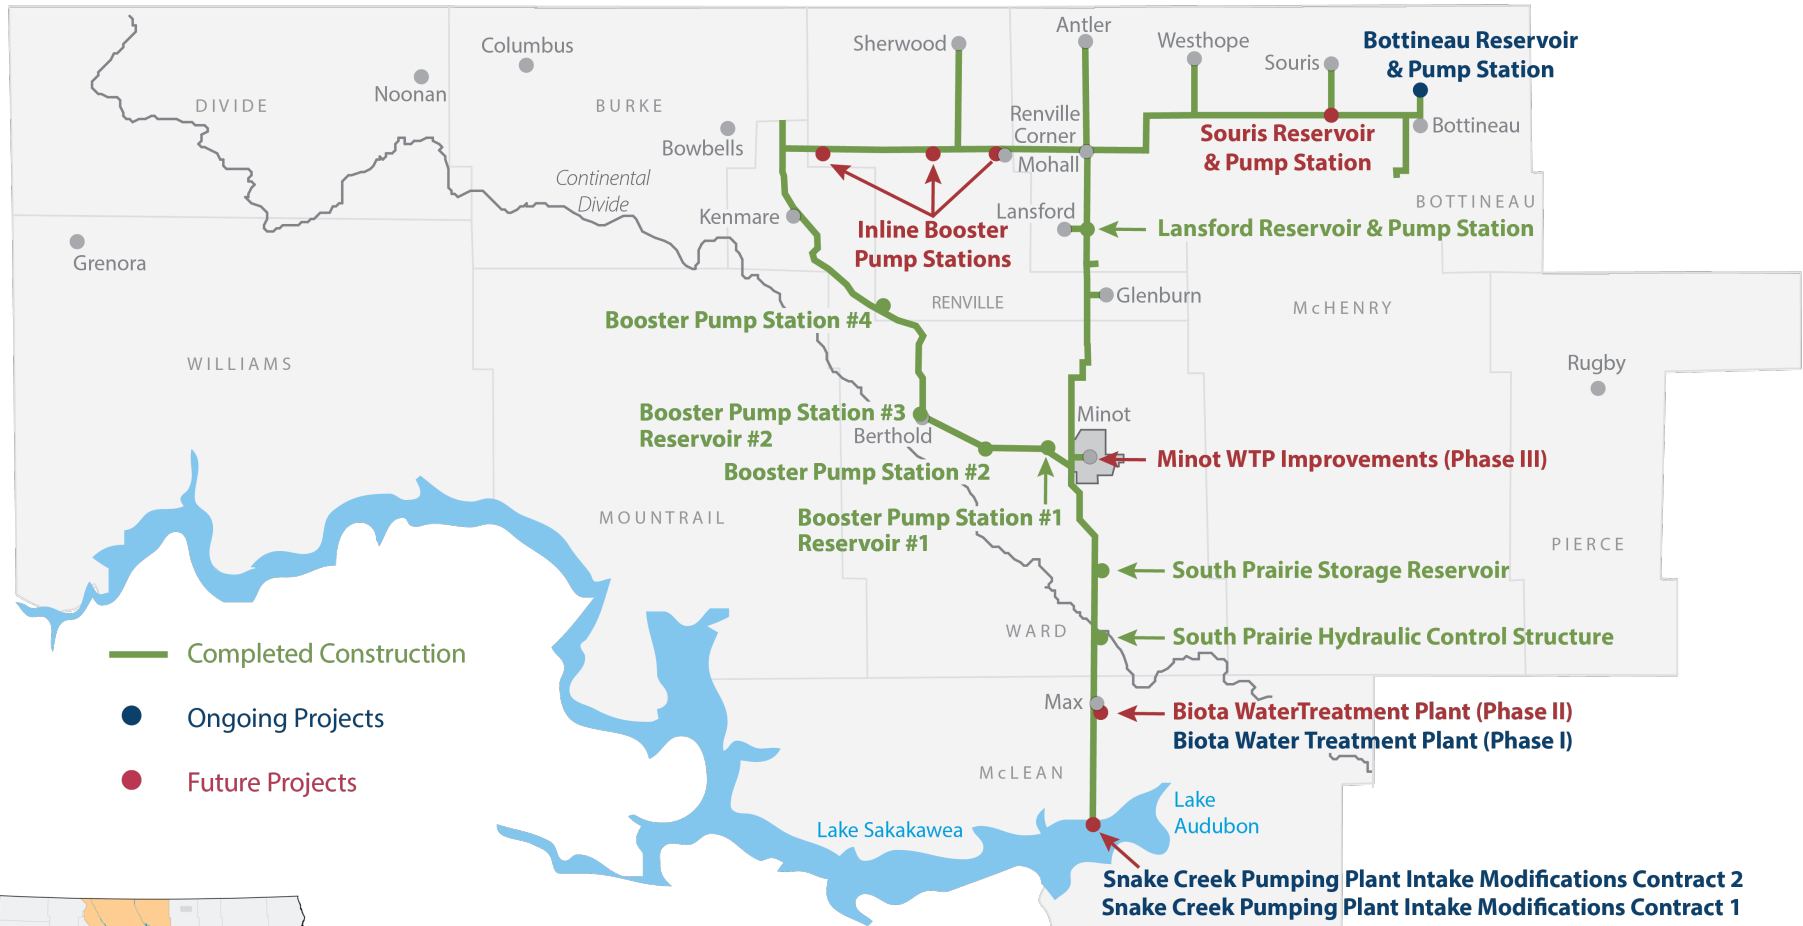 Antler
Sherwood
Columbus
Westhope
Souris
Bottineau Reservoir
& Pump Station
Noonan
DIVIDE
BURKE
Renville
Corner
Bottineau
Bowbells
Mohall
Souris Reservoir
& Pump Station
Continental
Divide
Kenmare
Lansford
BOTTINEAU
Inline Booster
Pump Stations
Lansford Reservoir & Pump Station
Grenora
RENVILLE
Glenburn
McHENRY
Booster Pump Station #4
WILLIAMS
Rugby
Booster Pump Station #3
Reservoir #2
Berthold
Minot
Minot WTP Improvements (Phase III)
Booster Pump Station #2
MOUNTRAIL
Booster Pump Station #1
Reservoir #1
PIERCE
South Prairie Storage Reservoir
WARD
South Prairie Hydraulic Control Structure
Completed Construction
Ongoing Projects
Future Projects
Max
Biota WaterTreatment Plant (Phase II)
Biota Water Treatment Plant (Phase I)
McLEAN
Lake
Audubon
Lake Sakakawea
Snake Creek Pumping Plant Intake Modifications Contract 2
Snake Creek Pumping Plant Intake Modifications Contract 1